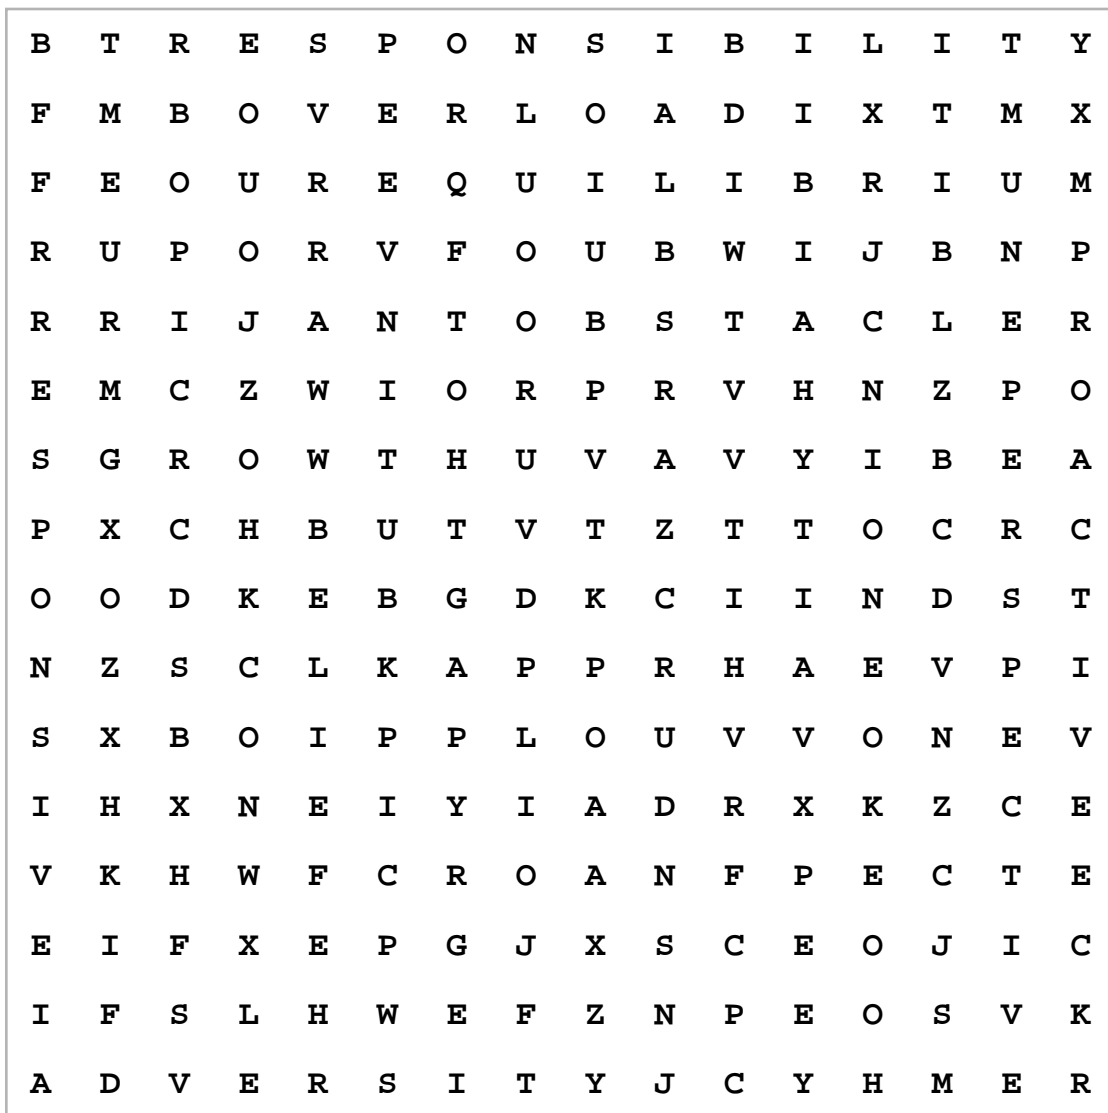 B T R E S P O N S I B I L I T Y
F M B O V E R L O A D I X T M X
F E O U R E Q U I L I B R I U M
R U P O R V F O U B W I J B N P
R R I J A N T O B S T A C L E R
E M C Z W I O R P R V H N Z P O
S G R O W T H U V A V Y I B E A
P X C H B U T V T Z T T O C R C
O O D K E B G D K C I I N D S T
N Z S C L K A P P R H A E V P I
S X B O I P P L O U V V O N E V
I H X N E I Y I A D R X K Z C E
V K H W F C R O A N F P E C T E
E I F X E P G J X S C E O J I C
I F S L H W E F Z N P E O S V K
A D V E R S I T Y J C Y H M E R